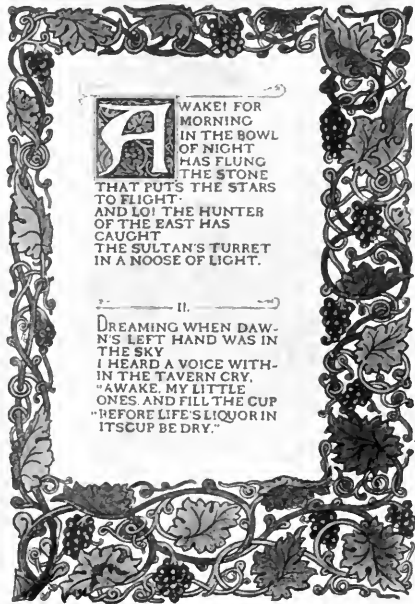 AWAKE! FOR
MORNING
IN THE BOWL
OF NIGHT
HAS FLUNG
THE STONE
THAT PUTS THE STARS
TO FLIGHT·
AND LO! THE HUNTER
OF THE EAST HAS
CAUGHT
THE SULTAN'S TURRET
IN A NOOSE OF LIGHT.
II.
DREAMING WHEN DAW-
N'S LEFT HAND WAS IN
THE SKY
I HEARD A VOICE WITH-
IN THE TAVERN CRY,
"AWAKE, MY LITTLE
ONES, AND FILL THE CUP
"BEFORE LIFE'S LIQUOR IN
ITS CUP BE DRY."